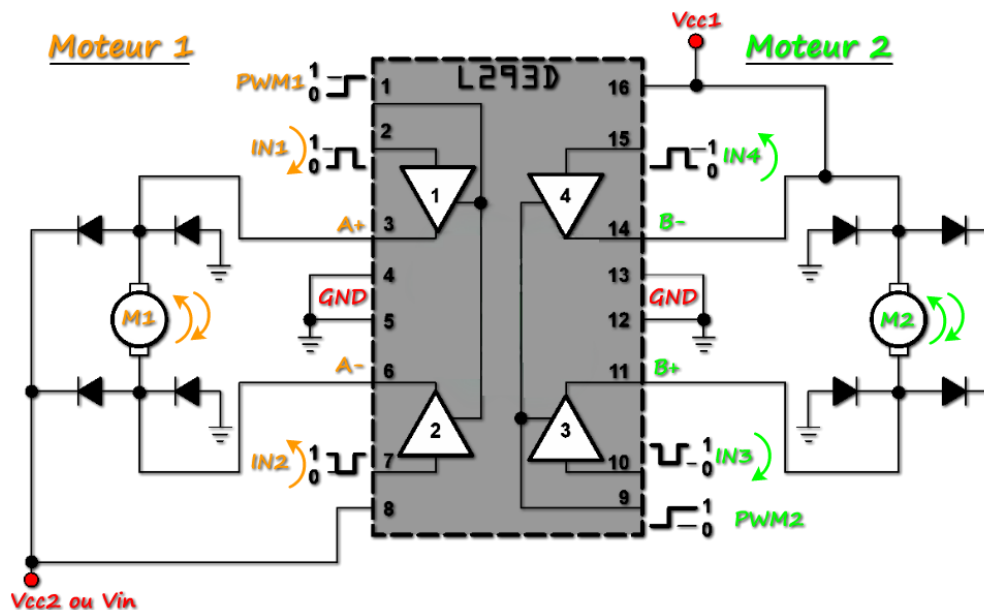 Moteur 1
L293D
Vcc1
Moteur 2
PWM1
1
0
1
16
2
15
IN1
1
0
1
0
IN4
1
4
A+
3
14
B-
4
13
GND
GND
M1
5
12
M2
A-
6
11
B+
2
3
IN2
1
0
7
10
1
0
IN3
8
9
1
0
PWM2
Vcc2 ou Vin